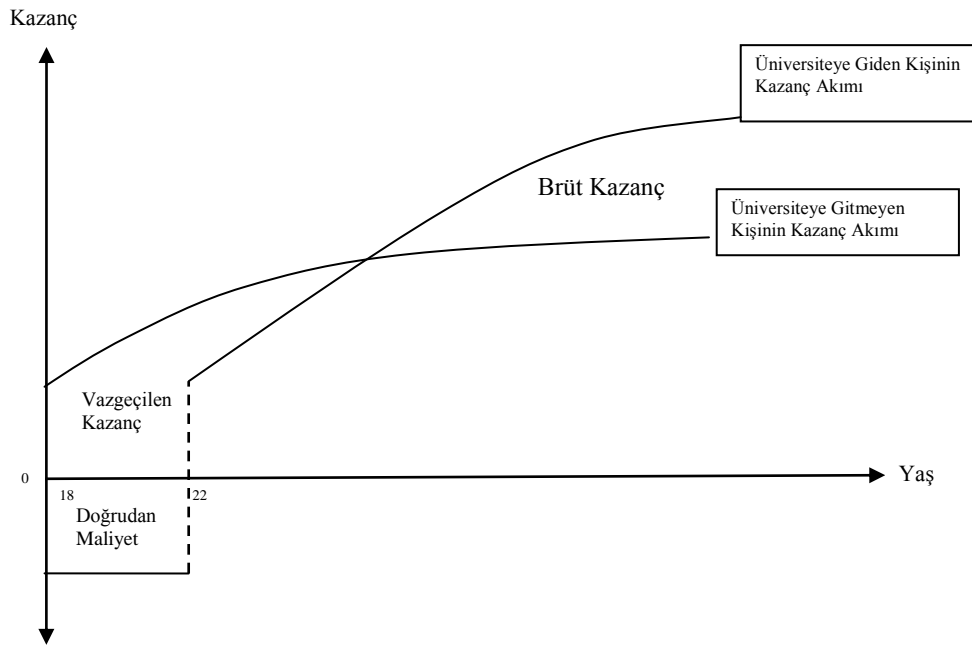 Kazanç
Üniversiteye Giden Kişinin
Kazanç Akımı
Brüt Kazanç
Üniversiteye Gitmeyen
Kişinin Kazanç Akımı
Vazgeçilen
Kazanç
0
Yaş
18
22
Doğrudan
Maliyet